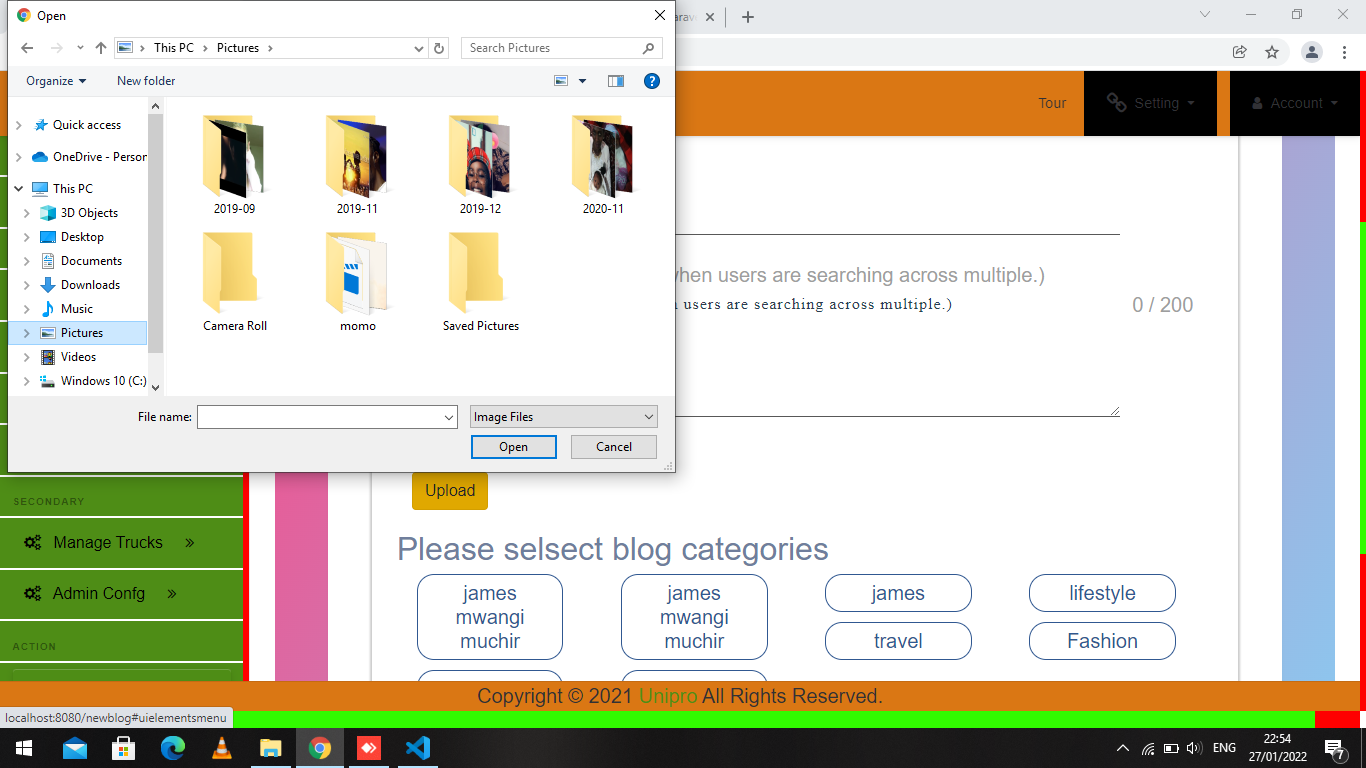 Open
arav
This PC
Pictures
Search Pictures
Organize
New folder
?
Quick access
OneDrive - Person
This PC
3D Objects
Desktop
Documents
Downloads
Music
Pictures
Videos
Windows 10 (C:)
2019-09
2019-11
2019-12
2020-11
Camera Roll
momo
Saved Pictures
File name:
Image Files
Open
Cancel
Tour
Setting
Account
when users are searching across multiple.)
n users are searching across multiple.)
0 / 200
Upload
SECONDARY
Manage Trucks
Admin Confg
ACTION
Please selsect blog categories
james
mwangi
muchir
james
mwangi
muchir
james
lifestyle
travel
Fashion
Copyright © 2021 Unipro All Rights Reserved.
localhost:8080/newblog#uielementsmenu
ENG
22:54
27/01/2022
7